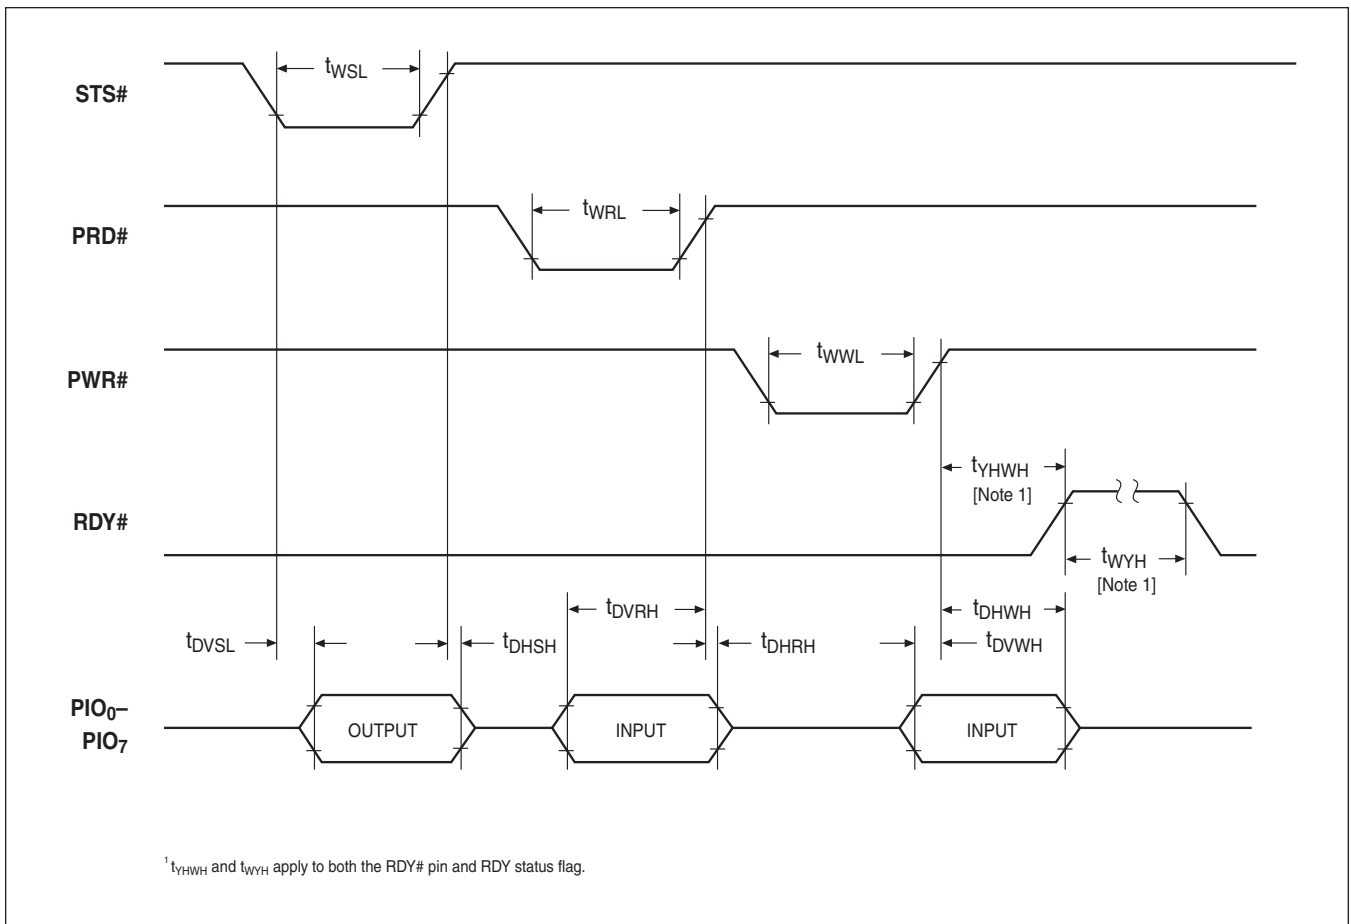 tWSL
STS#
tWRL
PRD#
tWWL
PWR#
tYHWH
[Note 1]
RDY#
tWYH
[Note 1]
tDVRH
tDHWH
tDVSL
tDHSH
tDHRH
tDVWH
PIO0–
PIO7
OUTPUT
INPUT
INPUT
1 tYHWH and tWYH apply to both the RDY# pin and RDY status flag.